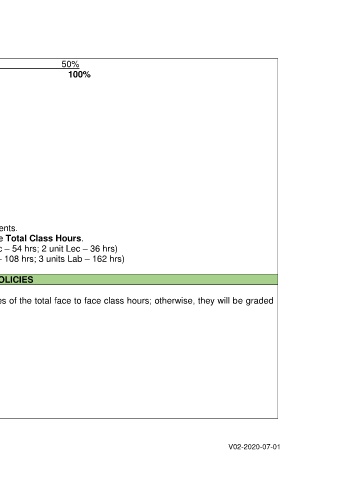 50%
100%
ents.
e Total Class Hours.
c – 54 hrs; 2 unit Lec – 36 hrs)
- 108 hrs; 3 units Lab – 162 hrs)
OLICIES
es of the total face to face class hours; otherwise, they will be graded
V02-2020-07-01